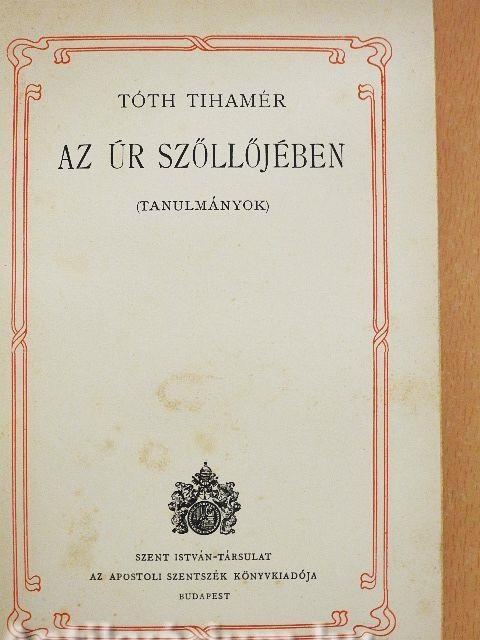 TÓTH TIHAMÉR
AZ ÚR SZŐLLŐJÉBEN
(TANULMÁNYOK)
SZENT ISTVÁN-TÁRSULAT
AZ APOSTOLI SZENTSZÉK KÖNYVKIADÓJA
BUDAPEST